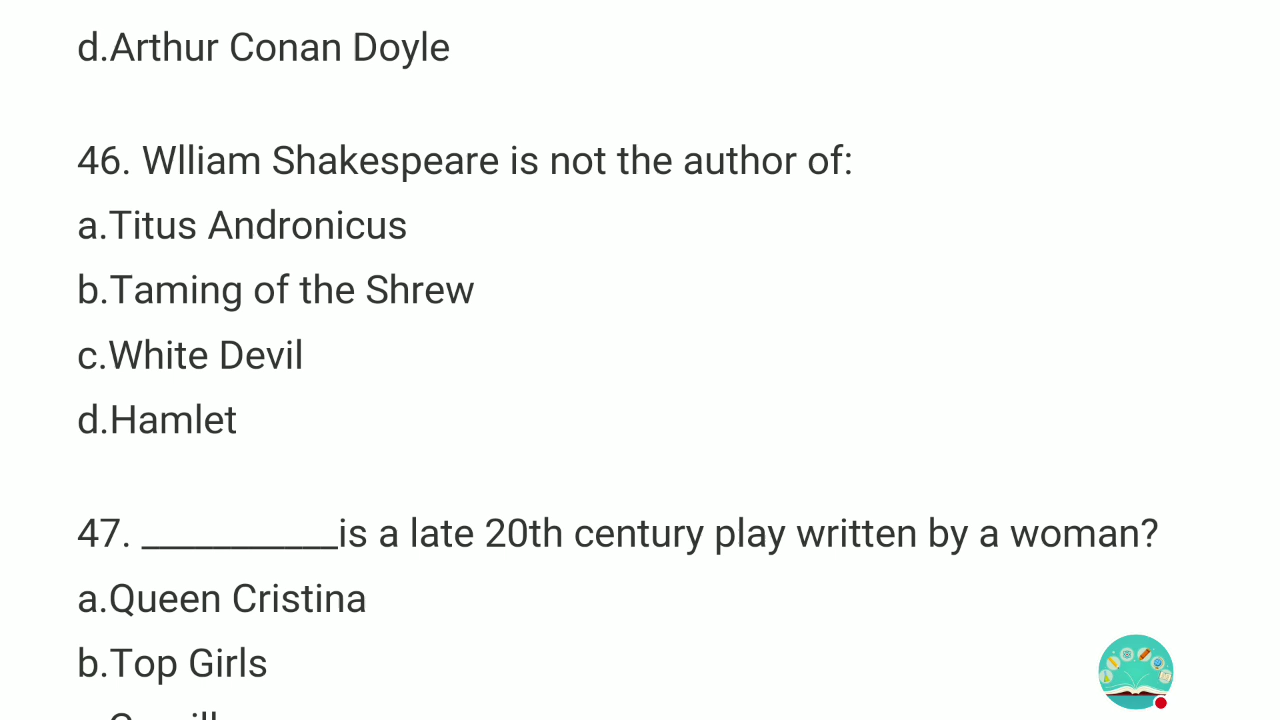 d.Arthur Conan Doyle
46. Wlliam Shakespeare is not the author of:
a.Titus Andronicus
b.Taming of the Shrew
c.White Devil
d.Hamlet
47. ___________is a late 20th century play written by a woman?
a.Queen Cristina
b.Top Girls